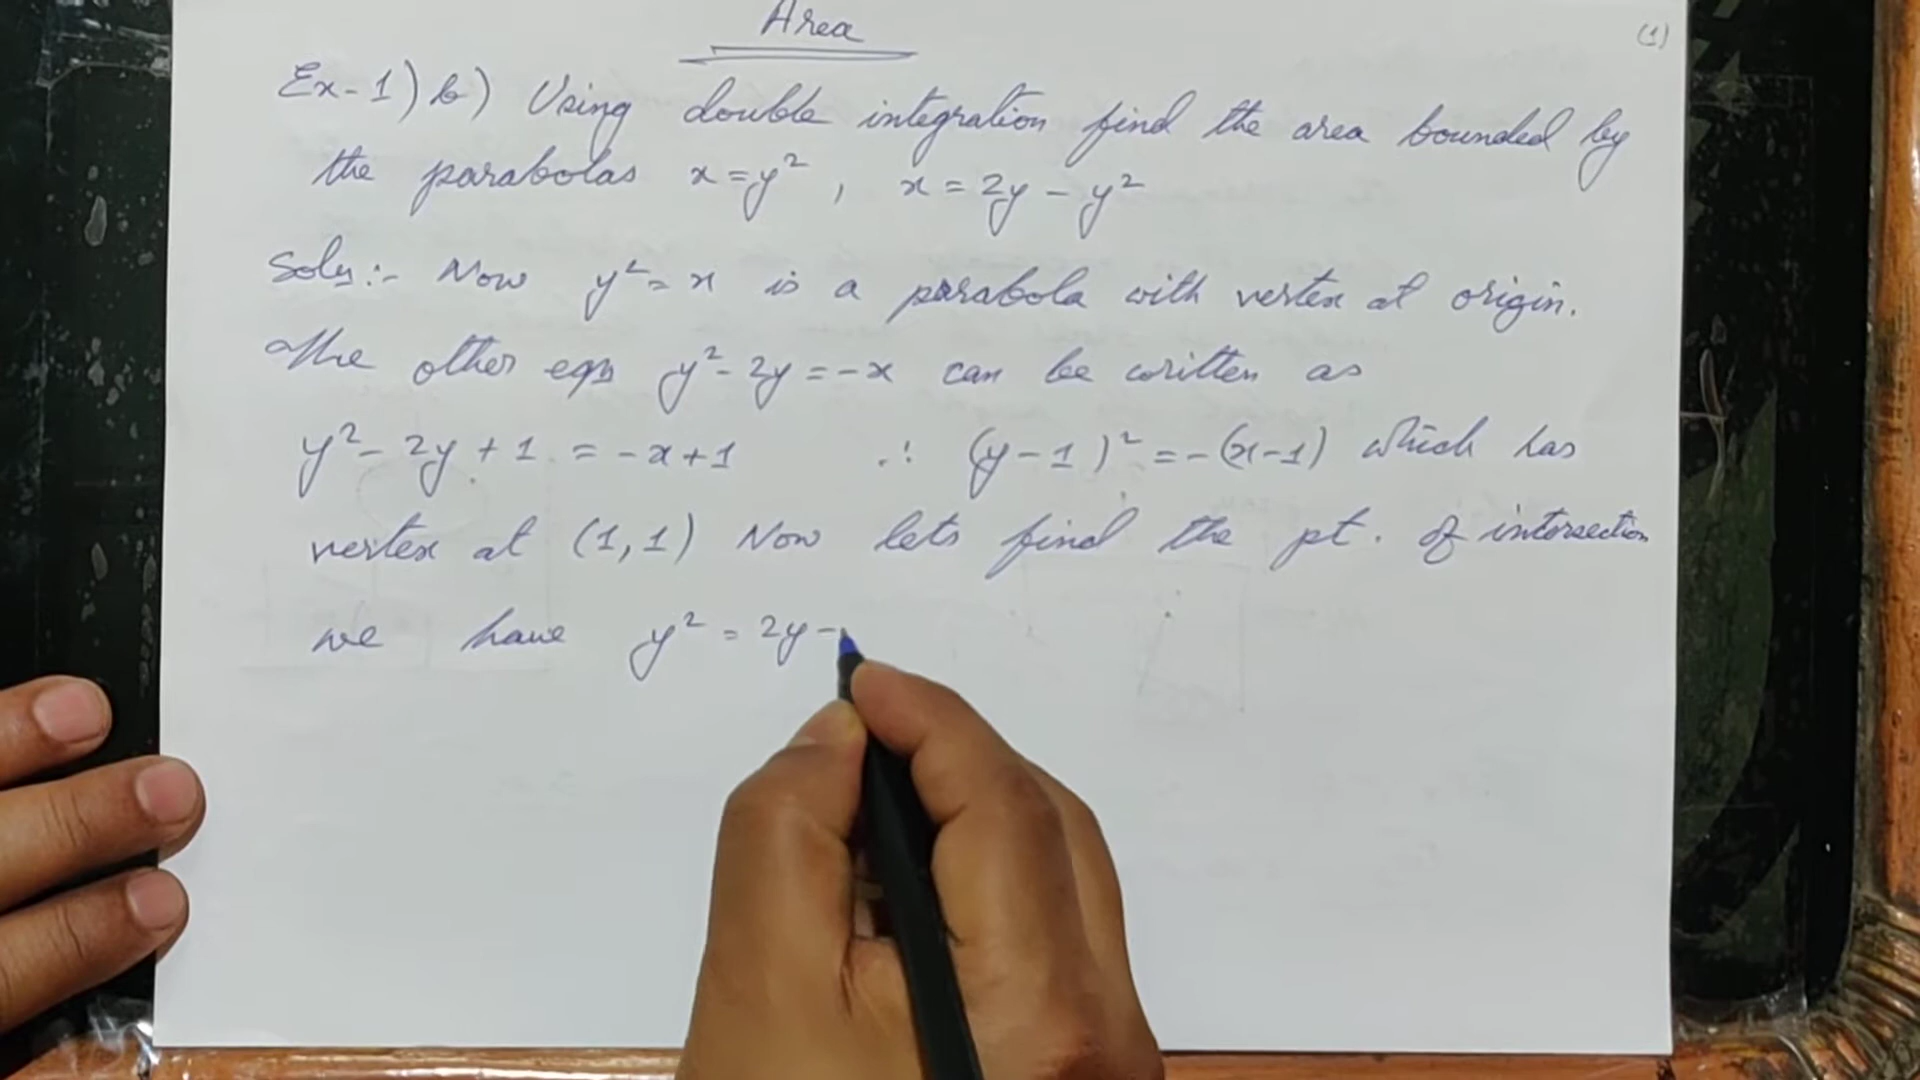 Area
(1)
Ex-1) b) Using double integration find the area bounded by
the parabolas x = y², x = 2y - y²
Soln:- Now y² = x is a parabola with vertex at origin.
The other eqn y² - 2y = -x can be written as
y² - 2y + 1 = -x+1 ∴ (y-1)² = -(x-1) which has
vertex at (1,1) Now lets find the pt. of intersection
we have y² = 2y -